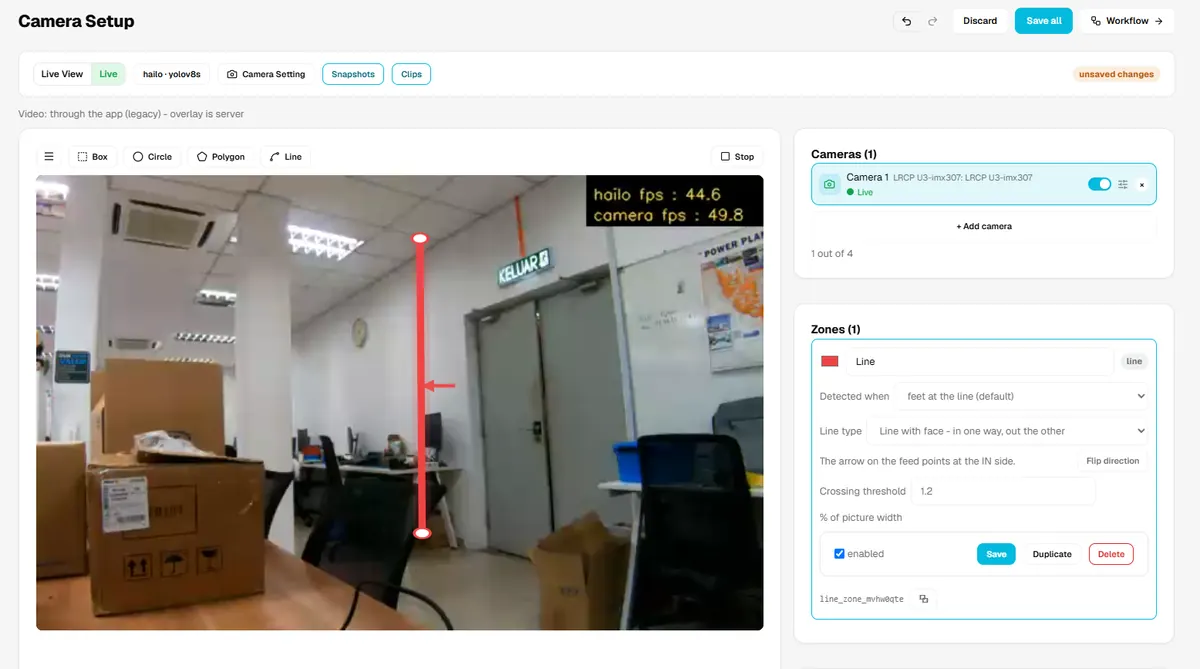 Camera Setup
Discard
Save all
Workflow →
Live View
Live
hailo · yolov8s
Camera Setting
Snapshots
Clips
unsaved changes
Video: through the app (legacy) - overlay is server
Box
Circle
Polygon
Line
Stop
hailo fps : 44.6
camera fps : 49.8
KELUAR
POWER PLAN
Cameras (1)
Camera 1 LRCP U3-imx307: LRCP U3-imx307
Live
+ Add camera
1 out of 4
Zones (1)
Line
line
Detected when
feet at the line (default)
Line type
Line with face - in one way, out the other
The arrow on the feed points at the IN side.
Flip direction
Crossing threshold
1.2
% of picture width
enabled
Save
Duplicate
Delete
line_zone_mvhw0qte